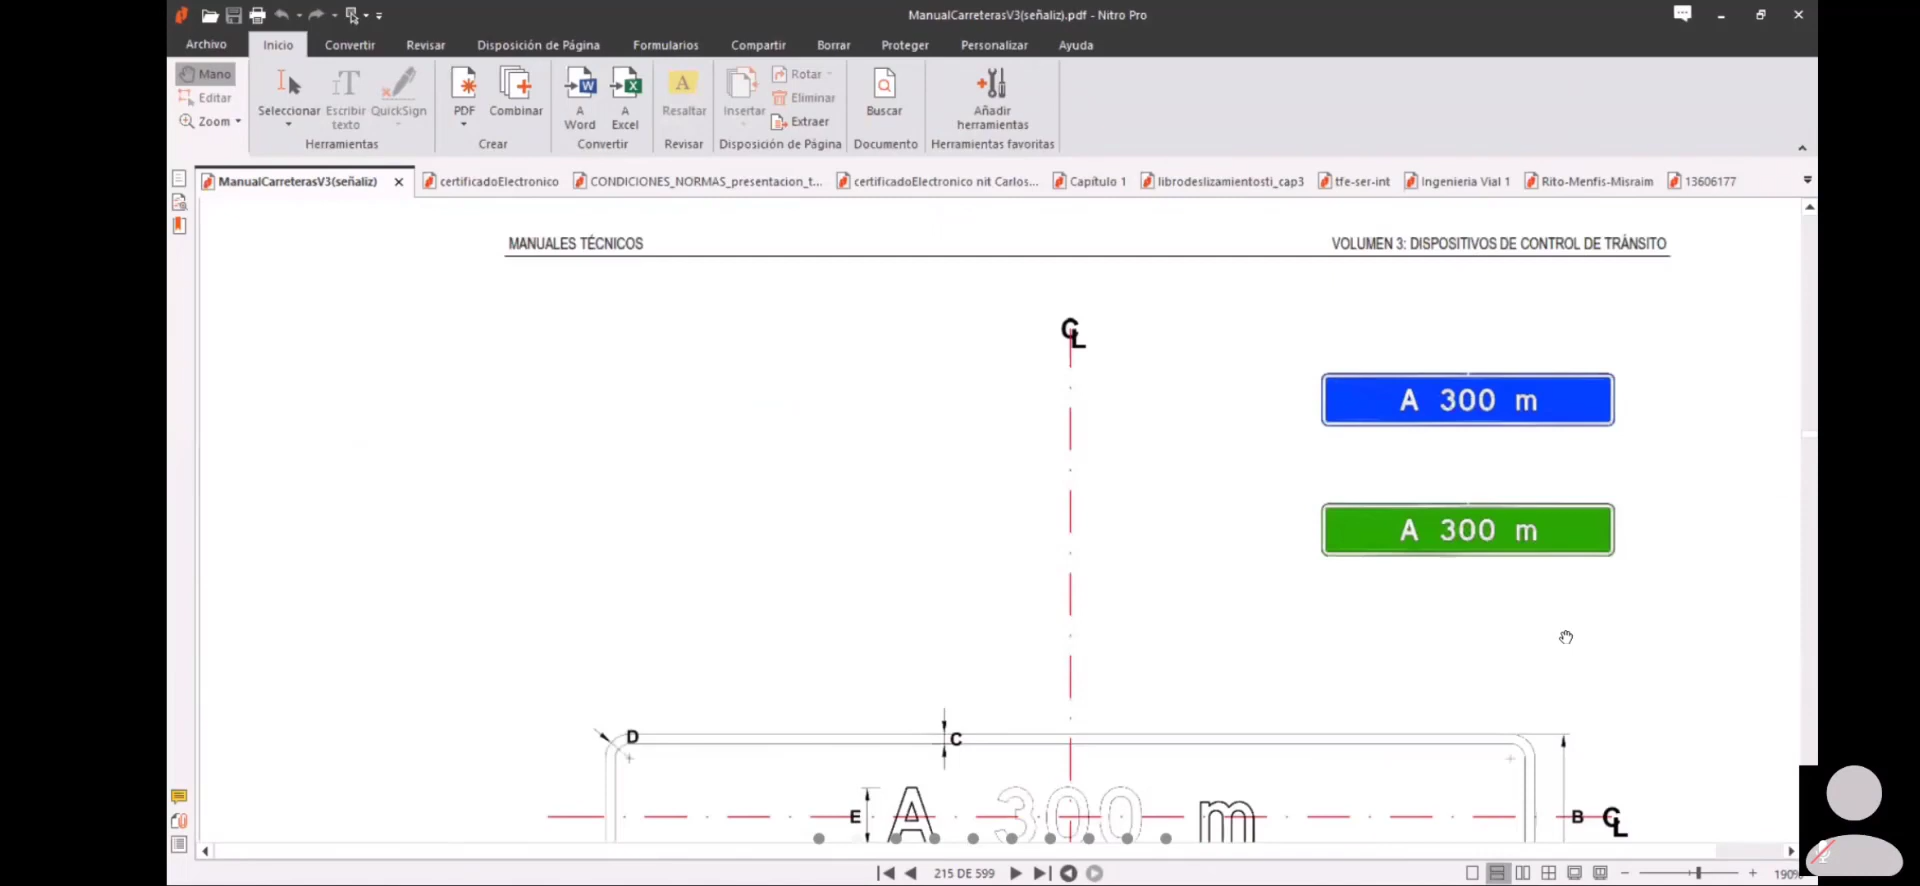 ManualCarreterasV3(señaliz).pdf - Nitro Pro
Archivo Inicio Convertir Revisar Disposición de Página Formularios Compartir Borrar Proteger Personalizar Ayuda
Mano
Editar
Zoom
Seleccionar
Escribir texto
QuickSign
Herramientas
PDF
Combinar
Crear
A Word
A Excel
Convertir
Resaltar
Revisar
Insertar
Rotar
Eliminar
Extraer
Disposición de Página
Buscar
Documento
Añadir herramientas
Herramientas favoritas
ManualCarreterasV3(señaliz) certificadoElectronico CONDICIONES_NORMAS_presentacion_t... certificadoElectronico nit Carlos... Capítulo 1 librodeslizamientosti_cap3 tfe-ser-int Ingenieria Vial 1 Rito-Menfis-Misraim 13606177
MANUALES TÉCNICOS VOLUMEN 3: DISPOSITIVOS DE CONTROL DE TRÁNSITO
CL
A 300 m
A 300 m
D C
E A 300 m B CL
215 DE 599
190%